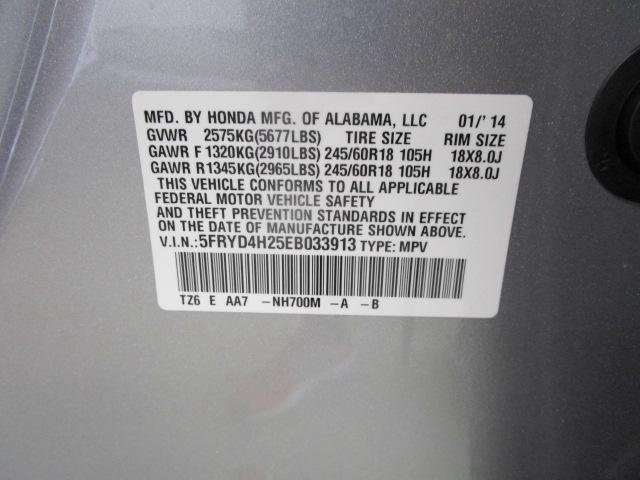 MFD. BY HONDA MFG. OF ALABAMA, LLC 01/'14
GVWR 2575KG(5677LBS) TIRE SIZE RIM SIZE
GAWR F 1320KG(2910LBS) 245/60R18 105H 18X8.0J
GAWR R1345KG(2965LBS) 245/60R18 105H 18X8.0J
THIS VEHICLE CONFORMS TO ALL APPLICABLE
FEDERAL MOTOR VEHICLE SAFETY
AND THEFT PREVENTION STANDARDS IN EFFECT
ON THE DATE OF MANUFACTURE SHOWN ABOVE.
V.I.N.:5FRYD4H25EB033913 TYPE: MPV
TZ6 E AA7 -NH700M -A -B